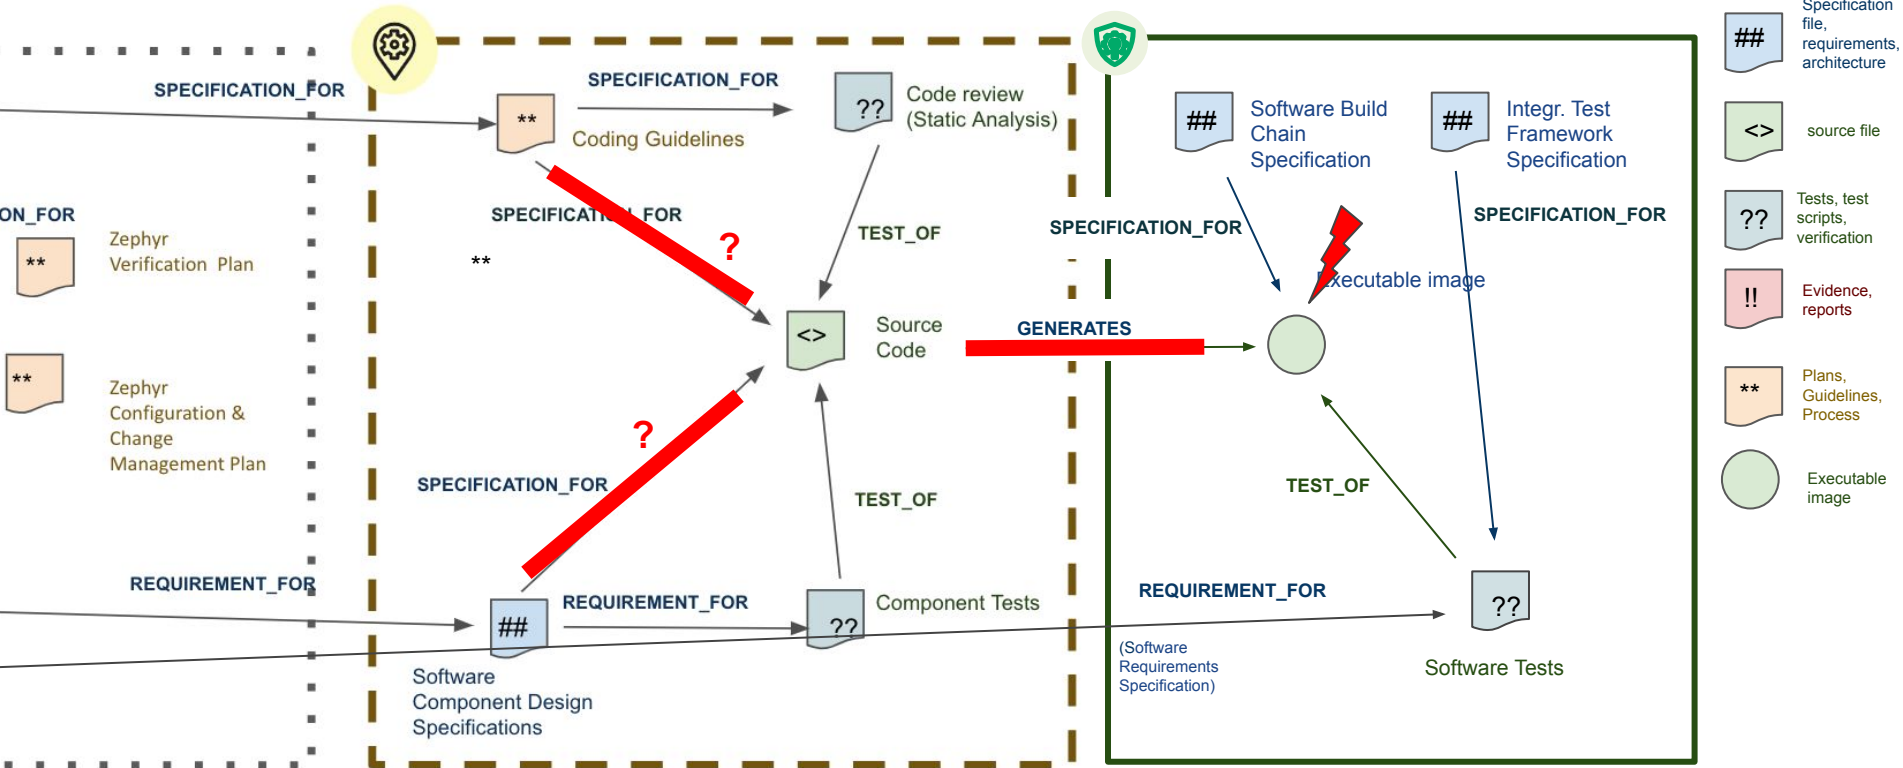 SPECIFICATION_FOR
ON_FOR
**
Zephyr
Verification Plan
**
Zephyr
Configuration &
Change
Management Plan
REQUIREMENT_FOR
**
Coding Guidelines
SPECIFICATION_FOR
??
Code review
(Static Analysis)
SPECIFICATION_FOR
?
**
TEST_OF
<>
Source
Code
GENERATES
?
SPECIFICATION_FOR
TEST_OF
##
REQUIREMENT_FOR
??
Component Tests
Software
Component Design
Specifications
##
Software Build
Chain
Specification
##
Integr. Test
Framework
Specification
SPECIFICATION_FOR
SPECIFICATION_FOR
Executable image
TEST_OF
REQUIREMENT_FOR
(Software
Requirements
Specification)
??
Software Tests
##
Specification
file,
requirements,
architecture
<>
source file
??
Tests, test
scripts,
verification
!!
Evidence,
reports
**
Plans,
Guidelines,
Process
Executable
image